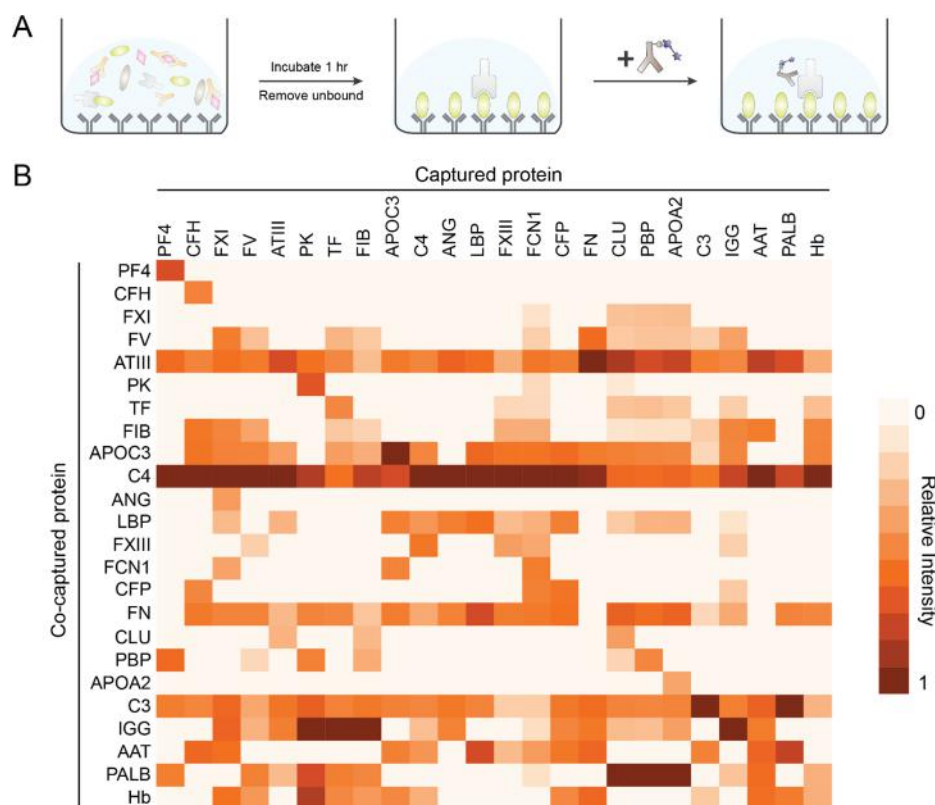 A
Incubate 1 hr
Remove unbound
+
B
Captured protein
PF4
CFH
FXI
FV
ATIII
PK
TF
FIB
APOC3
C4
ANG
LBP
FXIII
FCN1
CFP
FN
CLU
PBP
APOA2
C3
IGG
AAT
PALB
Hb
Co-captured protein
PF4
CFH
FXI
FV
ATIII
PK
TF
FIB
APOC3
C4
ANG
LBP
FXIII
FCN1
CFP
FN
CLU
PBP
APOA2
C3
IGG
AAT
PALB
Hb
0
Relative Intensity
1